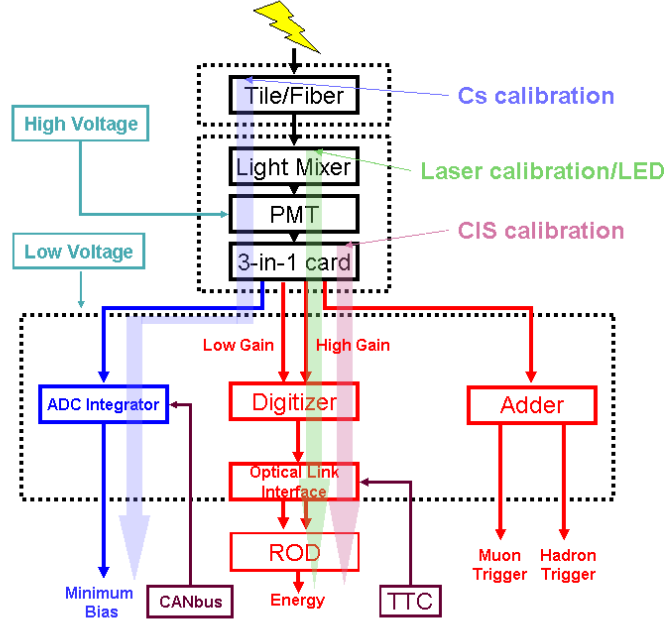 Tile/Fiber
Cs calibration
High Voltage
Light Mixer
Laser calibration/LED
PMT
CIS calibration
Low Voltage
3-in-1 card
Low Gain
High Gain
ADC Integrator
Digitizer
Adder
Optical Link
Interface
ROD
Muon
Trigger
Hadron
Trigger
Minimum
Bias
CANbus
Energy
TTC